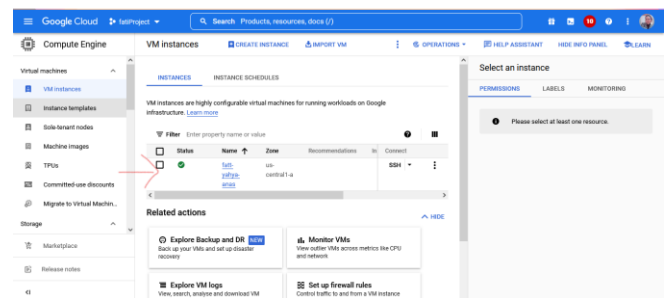 Google Cloud
fatiProject
Search Products, resources, docs (/)
10
Compute Engine
VM instances
CREATE INSTANCE
IMPORT VM
OPERATIONS
HELP ASSISTANT
HIDE INFO PANEL
LEARN
Virtual machines
VM instances
Instance templates
Sole-tenant nodes
Machine images
TPUs
Committed-use discounts
Migrate to Virtual Machin...
Storage
Marketplace
Release notes
INSTANCES
INSTANCE SCHEDULES
VM instances are highly configurable virtual machines for running workloads on Google
infrastructure. Learn more
Filter Enter property name or value
Status Name Zone Recommendations In Connect
fati-
yahya-
anas
us-
central1-a
SSH
Related actions
HIDE
Explore Backup and DR NEW
Back up your VMs and set up disaster
recovery
Monitor VMs
View outlier VMs across metrics like CPU
and network
Explore VM logs
View, search, analyse and download VM
Set up firewall rules
Control traffic to and from a VM instance
Select an instance
PERMISSIONS
LABELS
MONITORING
Please select at least one resource.